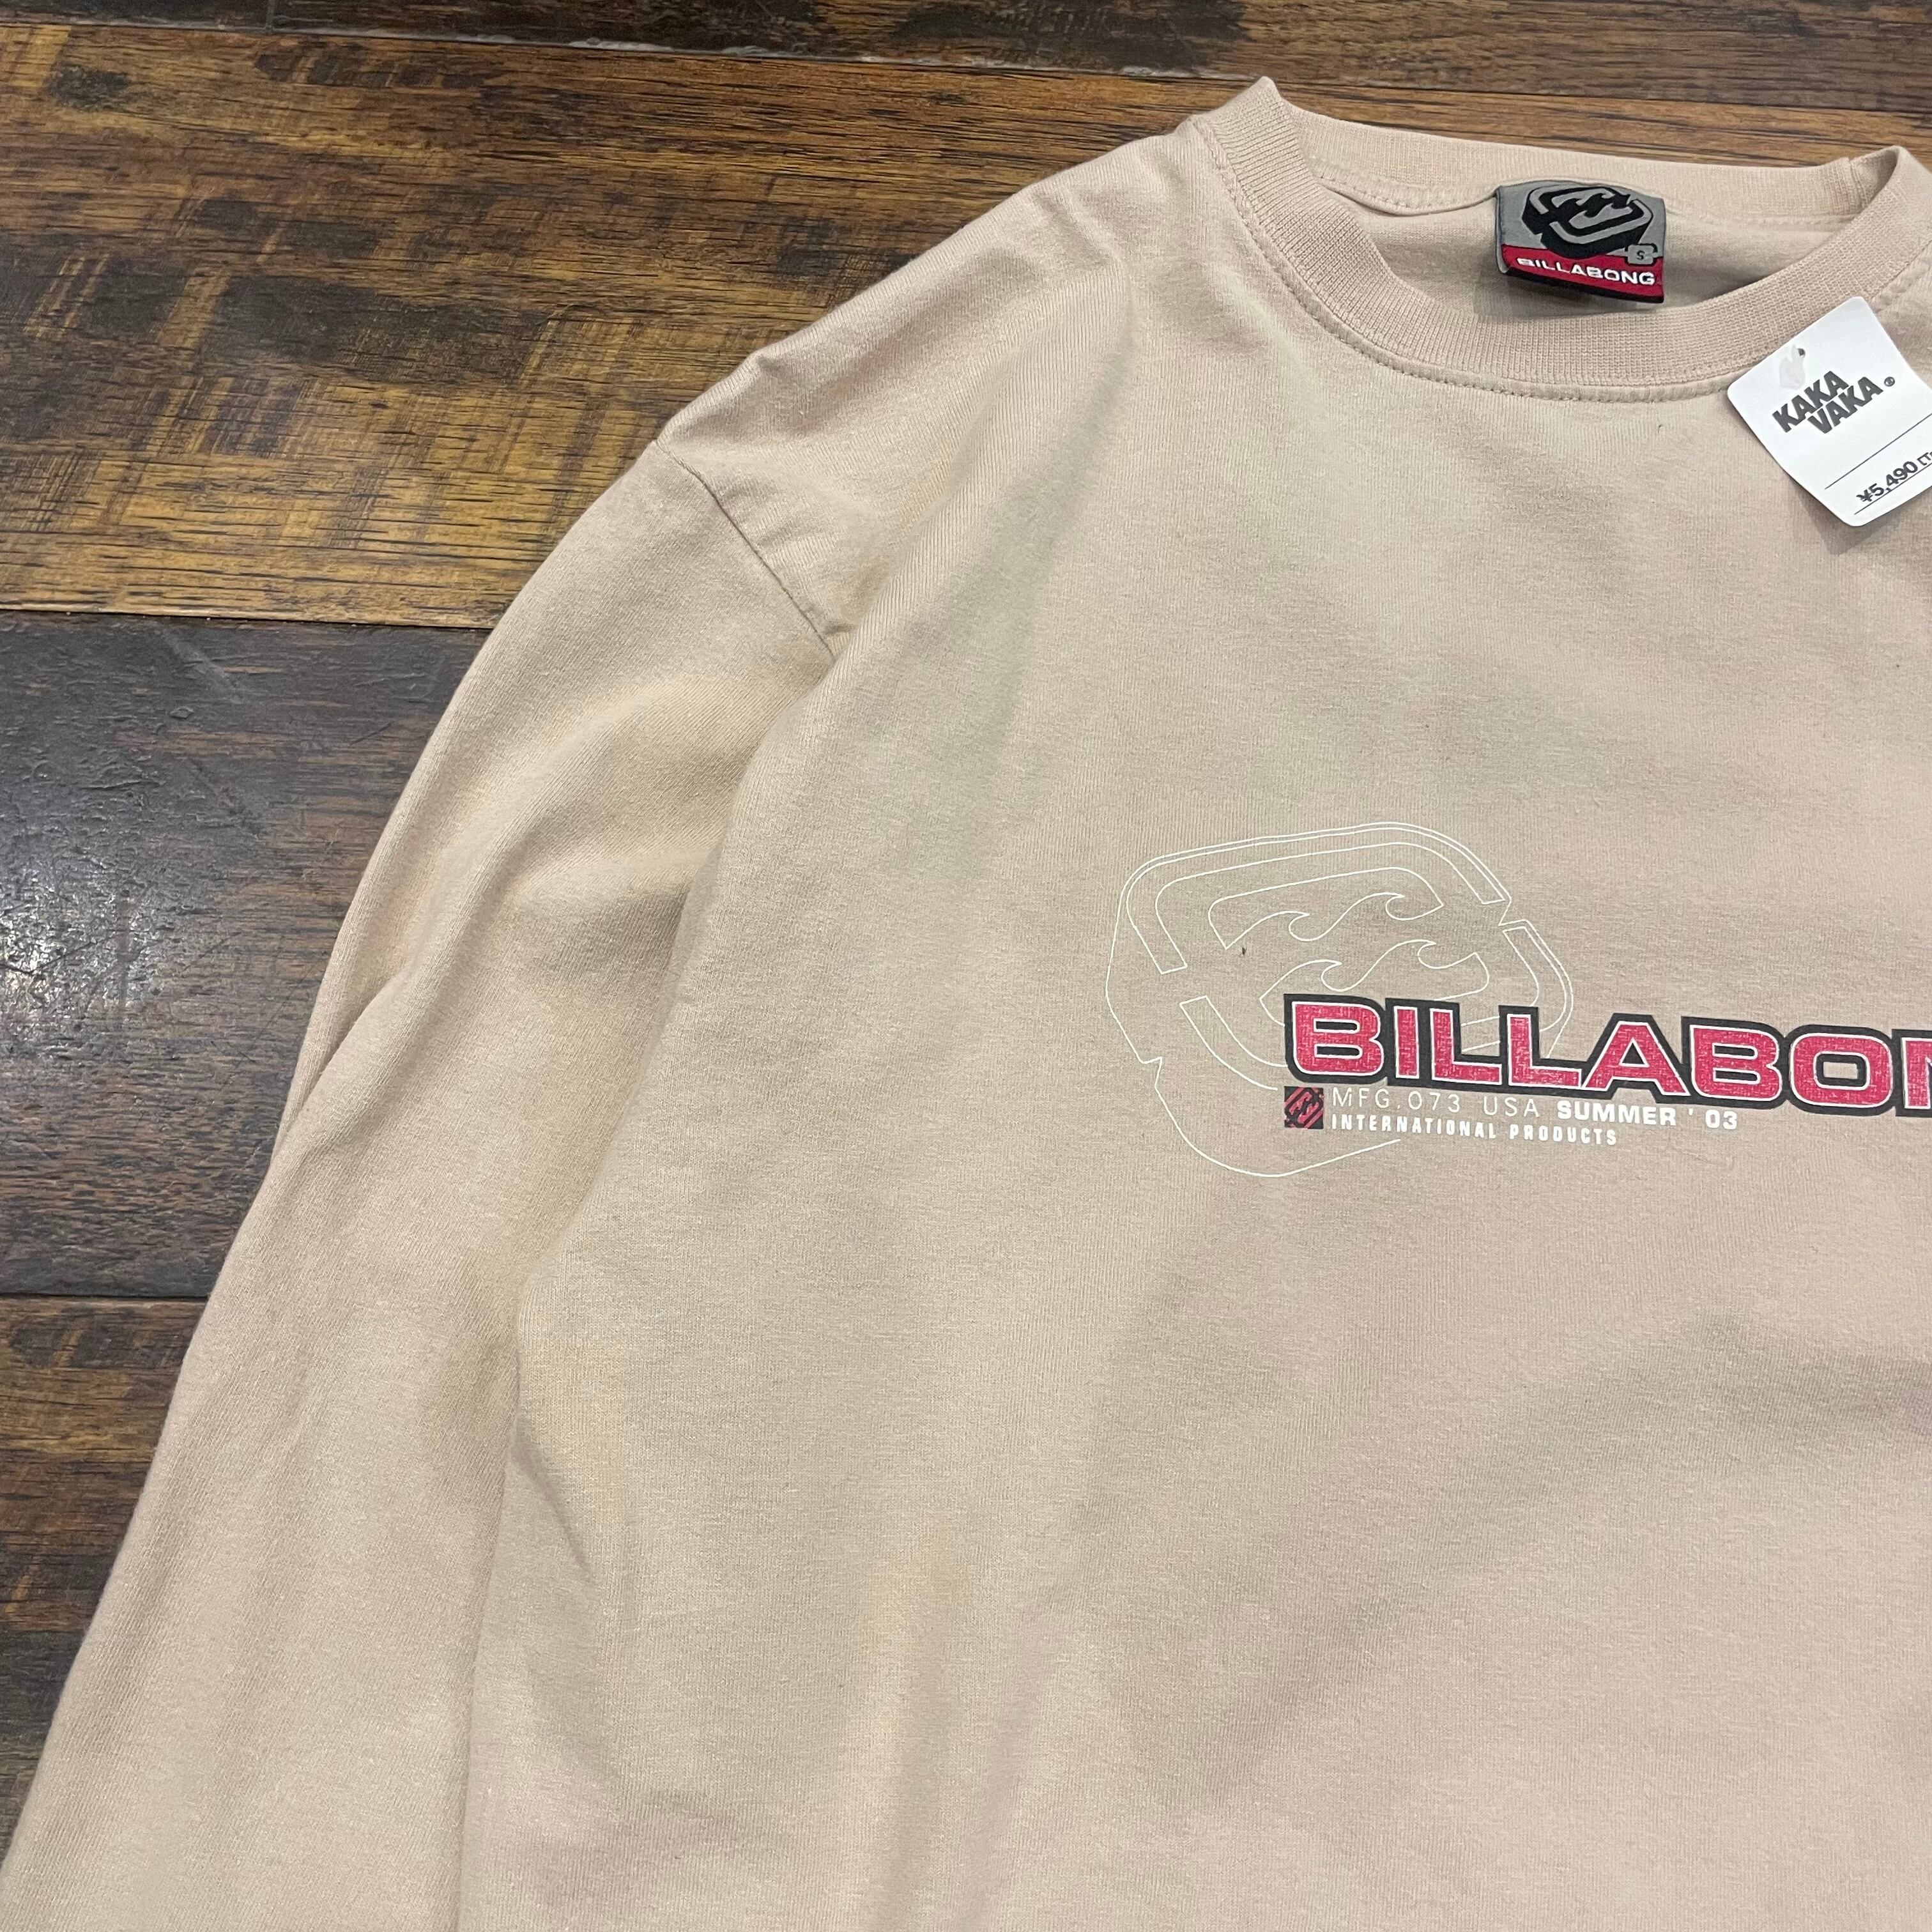 S
BILLABONG
KAKA
VAKA®
¥5,490
BILLABON
MFG.073 USA SUMMER '03
INTERNATIONAL PRODUCTS